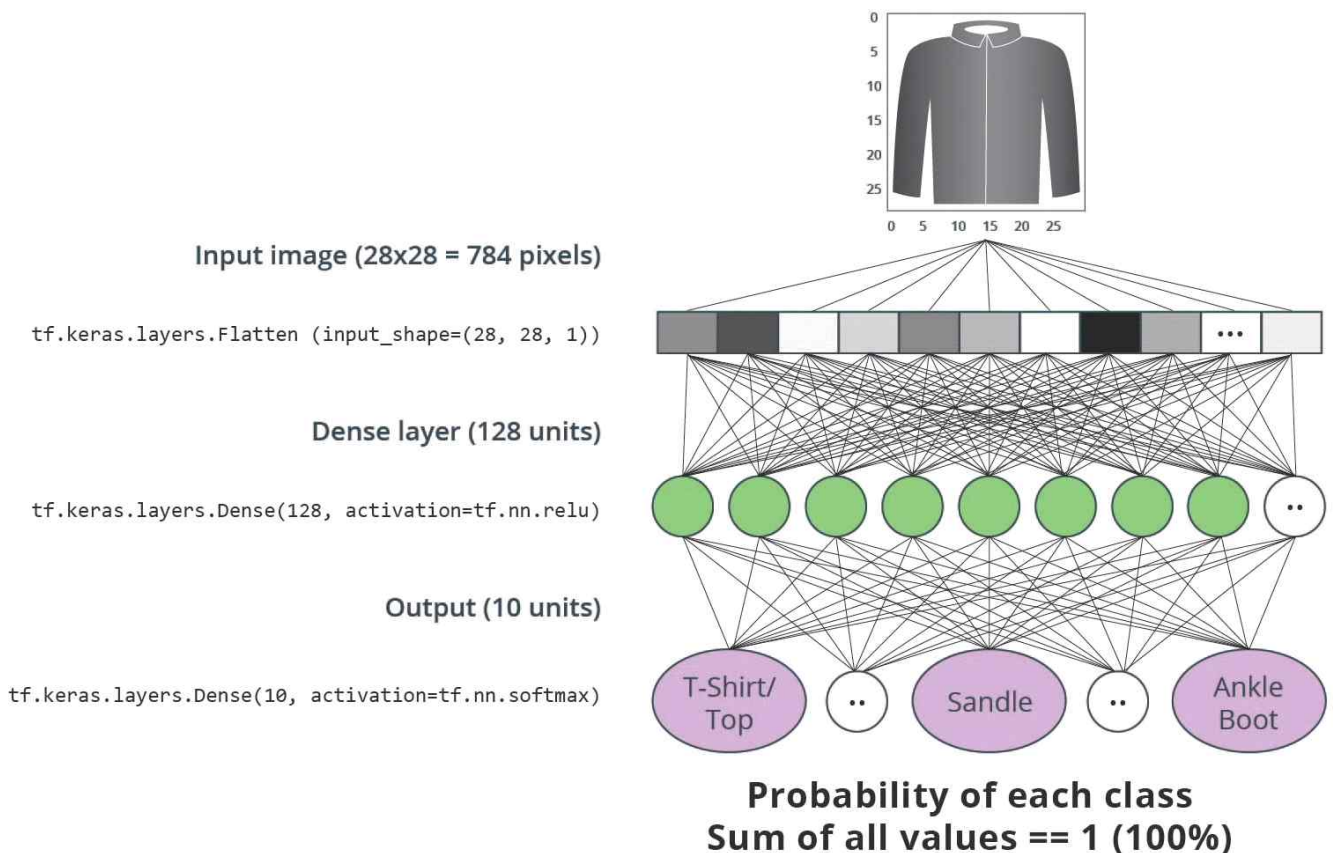 0
5
10
15
20
25
0 5 10 15 20 25
Input image (28x28 = 784 pixels)
tf.keras.layers.Flatten (input_shape=(28, 28, 1))
...
Dense layer (128 units)
tf.keras.layers.Dense(128, activation=tf.nn.relu)
..
Output (10 units)
tf.keras.layers.Dense(10, activation=tf.nn.softmax)
T-Shirt/
Top
..
Sandle
..
Ankle
Boot
Probability of each class
Sum of all values == 1 (100%)